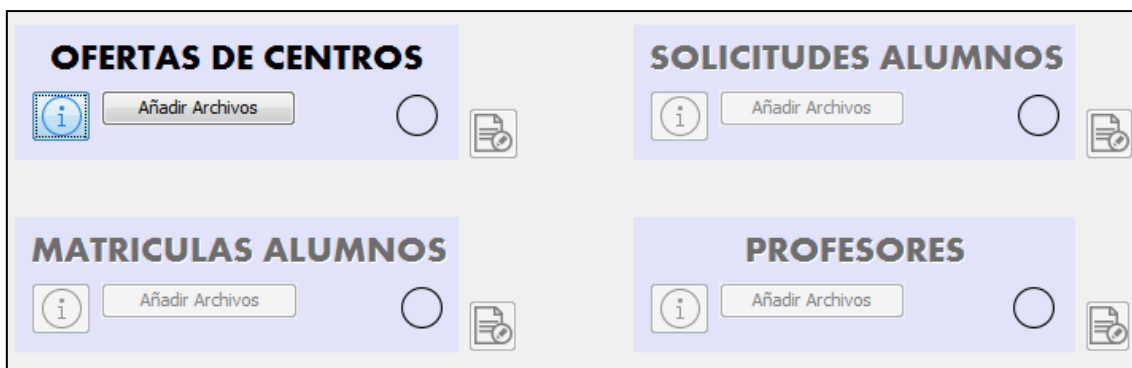 OFERTAS DE CENTROS
i Añadir Archivos
SOLICITUDES ALUMNOS
i Añadir Archivos
MATRICULAS ALUMNOS
i Añadir Archivos
PROFESORES
i Añadir Archivos